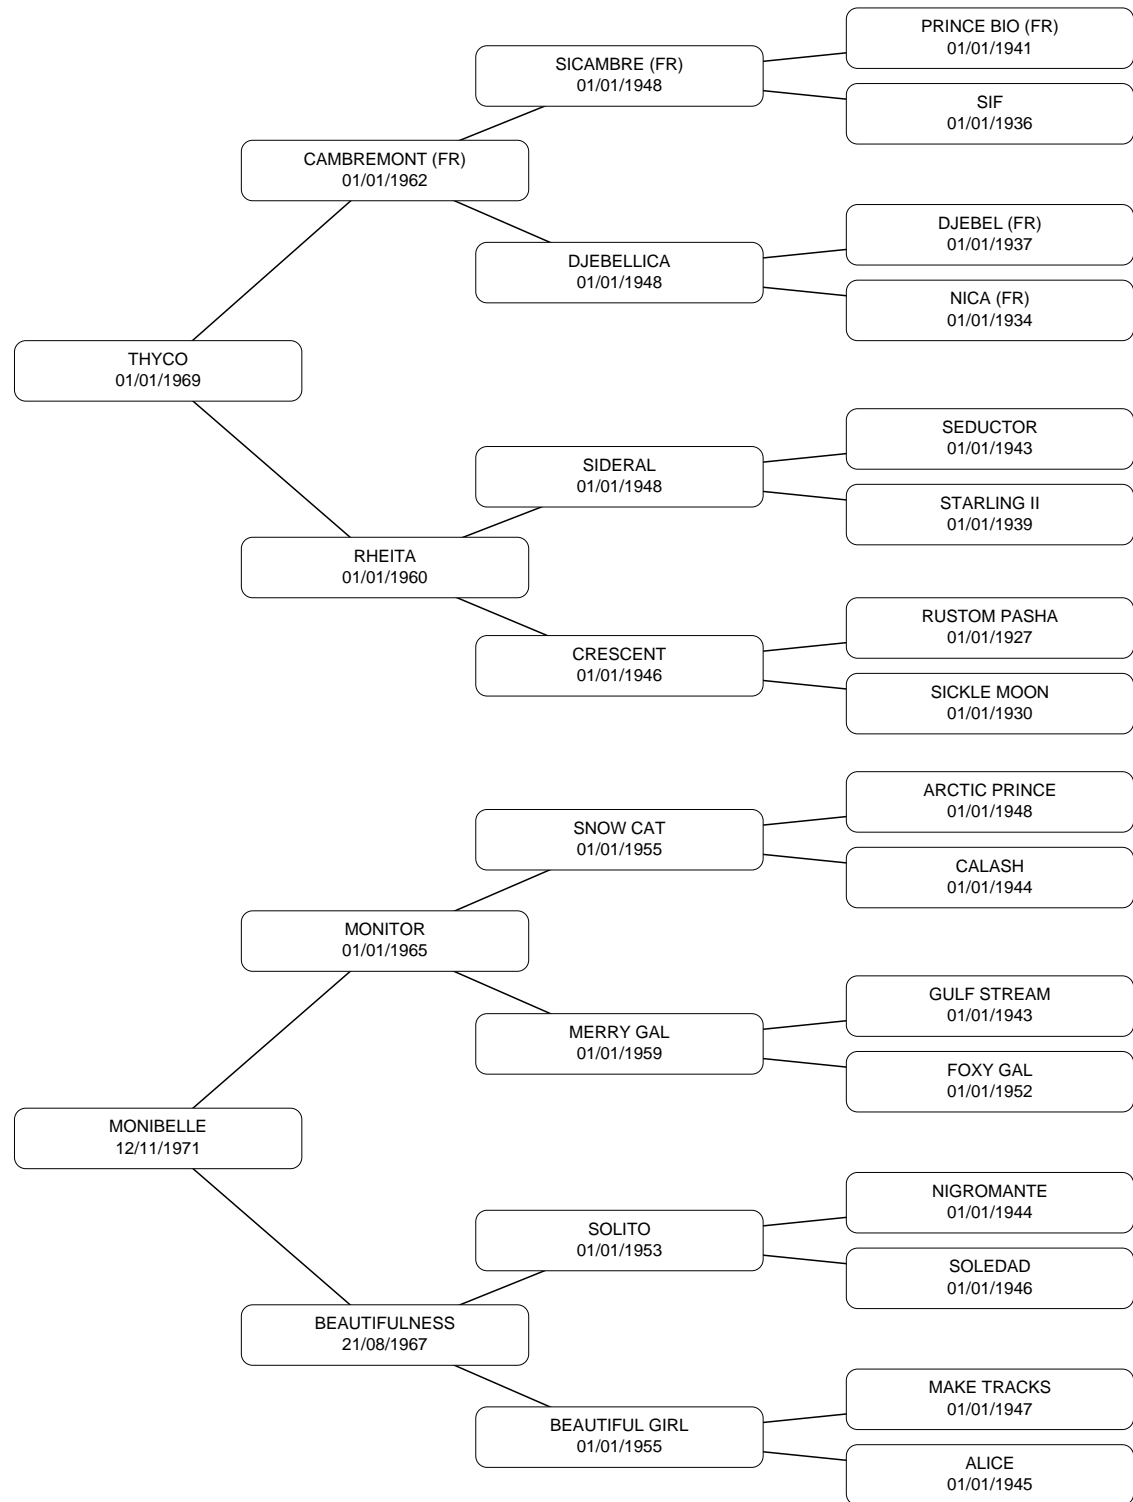 PRINCE BIO (FR)
01/01/1941
SICAMBRE (FR)
01/01/1948
SIF
01/01/1936
CAMBREMONT (FR)
01/01/1962
DJEBEL (FR)
01/01/1937
DJEBELLICA
01/01/1948
NICA (FR)
01/01/1934
THYCO
01/01/1969
SEDUCTOR
01/01/1943
SIDERAL
01/01/1948
STARLING II
01/01/1939
RHEITA
01/01/1960
RUSTOM PASHA
01/01/1927
CRESCENT
01/01/1946
SICKLE MOON
01/01/1930
ARCTIC PRINCE
01/01/1948
SNOW CAT
01/01/1955
CALASH
01/01/1944
MONITOR
01/01/1965
GULF STREAM
01/01/1943
MERRY GAL
01/01/1959
FOXY GAL
01/01/1952
MONIBELLE
12/11/1971
NIGROMANTE
01/01/1944
SOLITO
01/01/1953
SOLEDAD
01/01/1946
BEAUTIFULNESS
21/08/1967
MAKE TRACKS
01/01/1947
BEAUTIFUL GIRL
01/01/1955
ALICE
01/01/1945